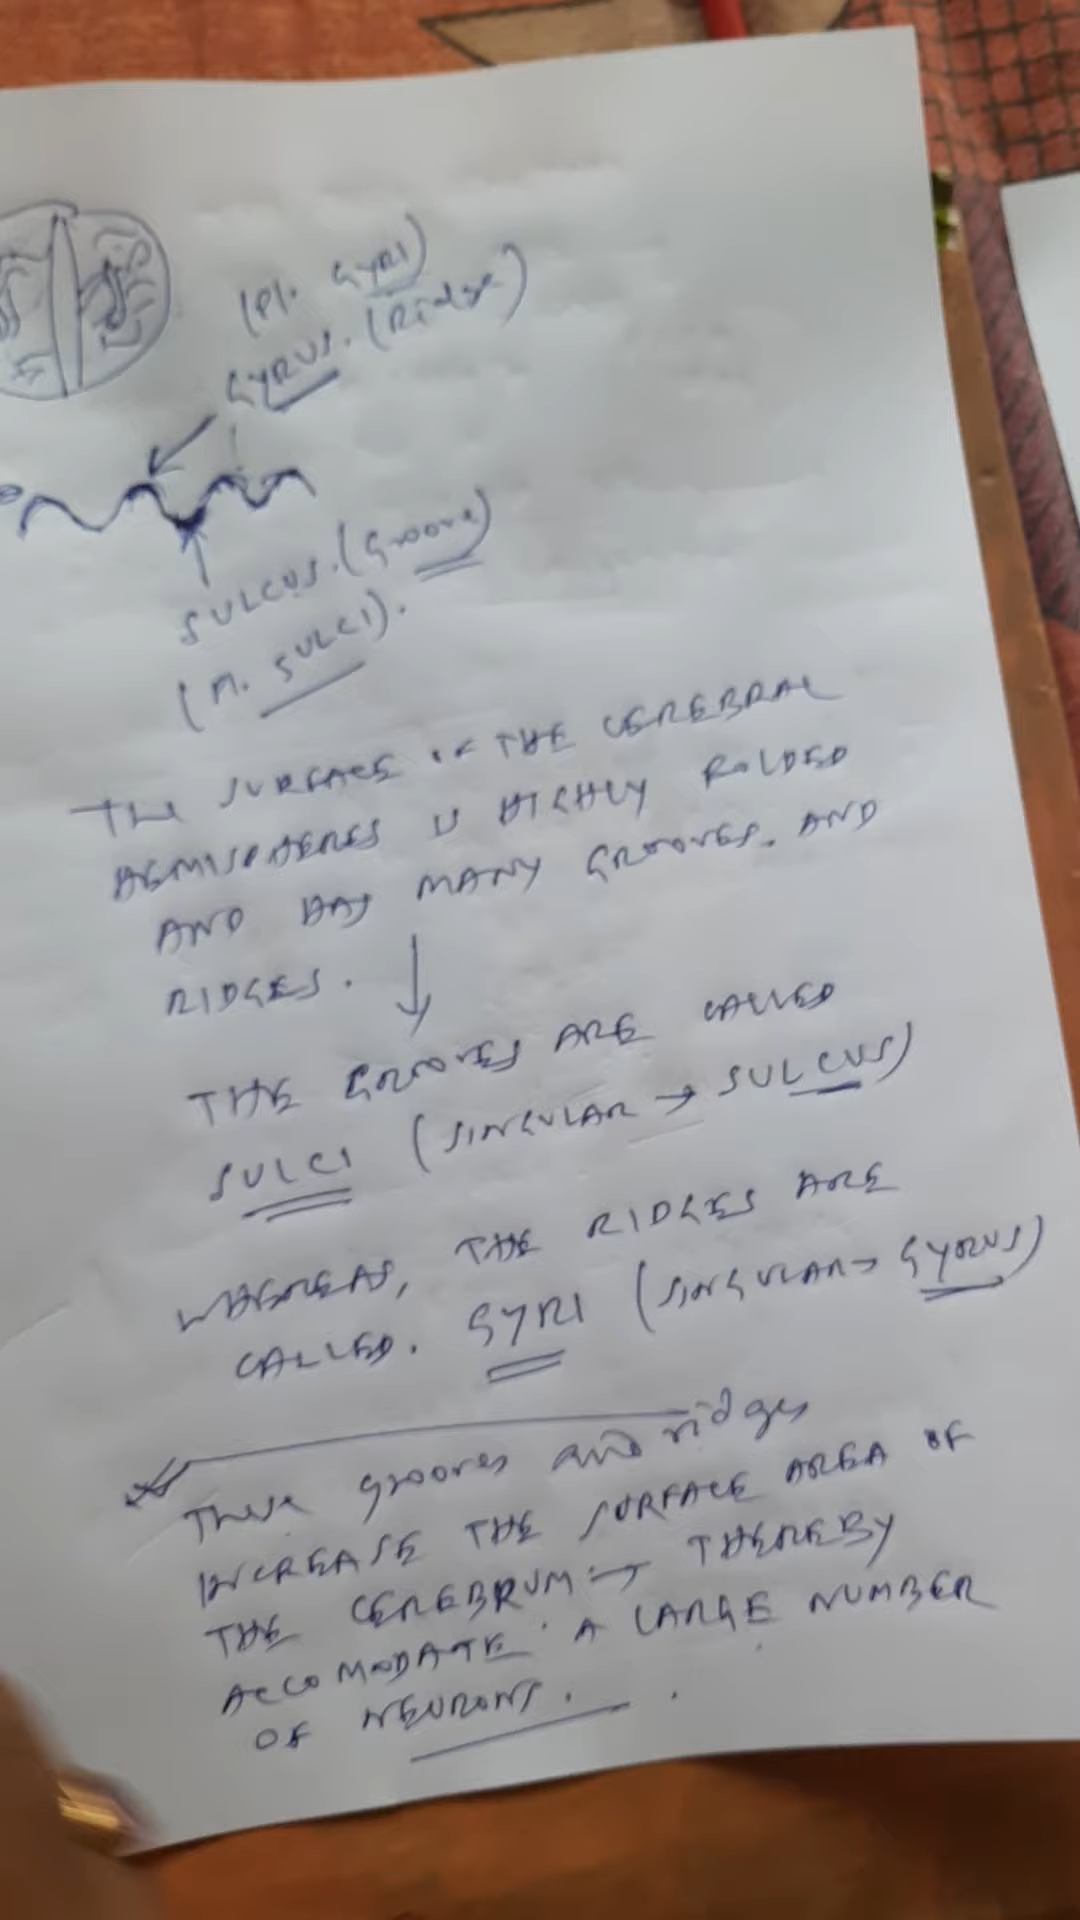 (Pl. GYRI)
GYRUS. (Ridge)
SULCUS. (Groove)
(Pl. SULCI).
THE SURFACE OF THE CEREBRAL
HEMISPHERES IS HIGHLY FOLDED
AND HAS MANY GROOVES. AND
RIDGES.
THE GROOVES ARE CALLED
SULCI (SINGULAR → SULCUS)
WHEREAS, THE RIDGES ARE
CALLED. GYRI (SINGULAR → GYRUS)
These grooves and ridges
INCREASE THE SURFACE AREA OF
THE CEREBRUM → THEREBY
ACCOMODATE A LARGE NUMBER
OF NEURONS.